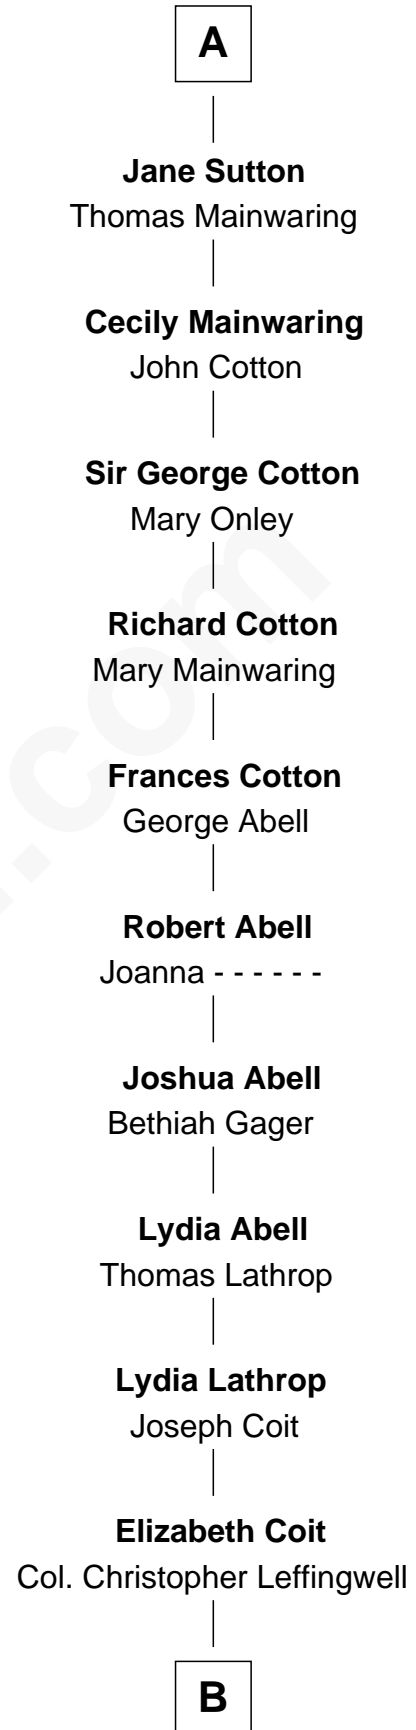 A
Jane Sutton
Thomas Mainwaring
Cecily Mainwaring
John Cotton
Sir George Cotton
Mary Onley
Richard Cotton
Mary Mainwaring
Frances Cotton
George Abell
Robert Abell
Joanna - - - - - -
Joshua Abell
Bethiah Gager
Lydia Abell
Thomas Lathrop
Lydia Lathrop
Joseph Coit
Elizabeth Coit
Col. Christopher Leffingwell
B